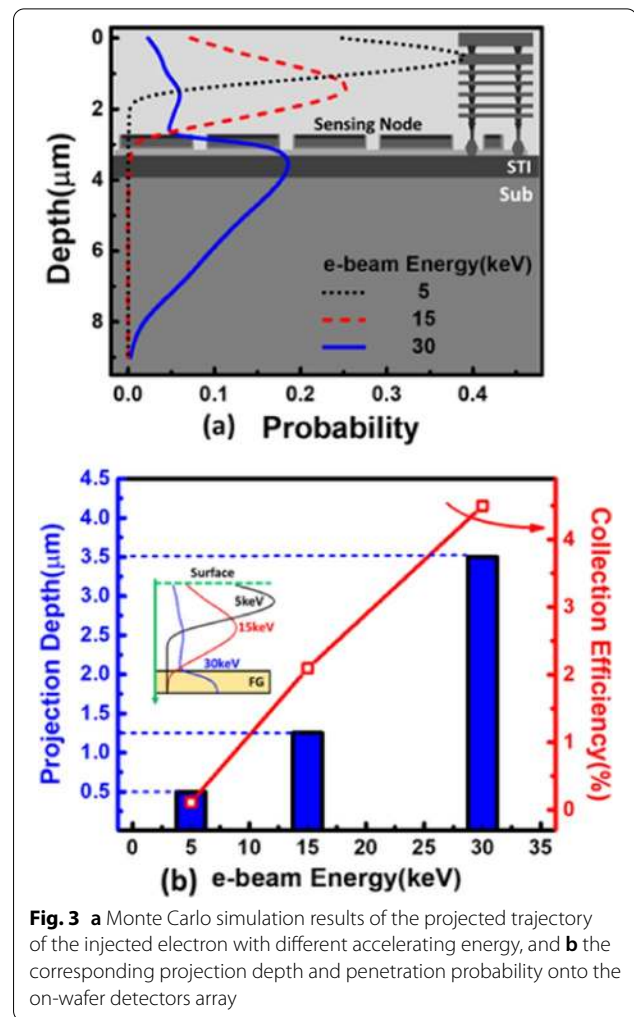 0
2
4
6
8
Depth(μm)
Sensing Node
STI
Sub
e-beam Energy(keV)
5
15
30
0.0 0.1 0.2 0.3 0.4
(a) Probability
4.5
4.0
3.5
3.0
2.5
2.0
1.5
1.0
0.5
Projection Depth(μm)
Surface
5keV
15keV
30keV
FG
4
3
2
1
0
Collection Efficiency(%)
0 5 10 15 20 25 30 35
(b) e-beam Energy(keV)
Fig. 3 a Monte Carlo simulation results of the projected trajectory
of the injected electron with different accelerating energy, and b the
corresponding projection depth and penetration probability onto the
on-wafer detectors array